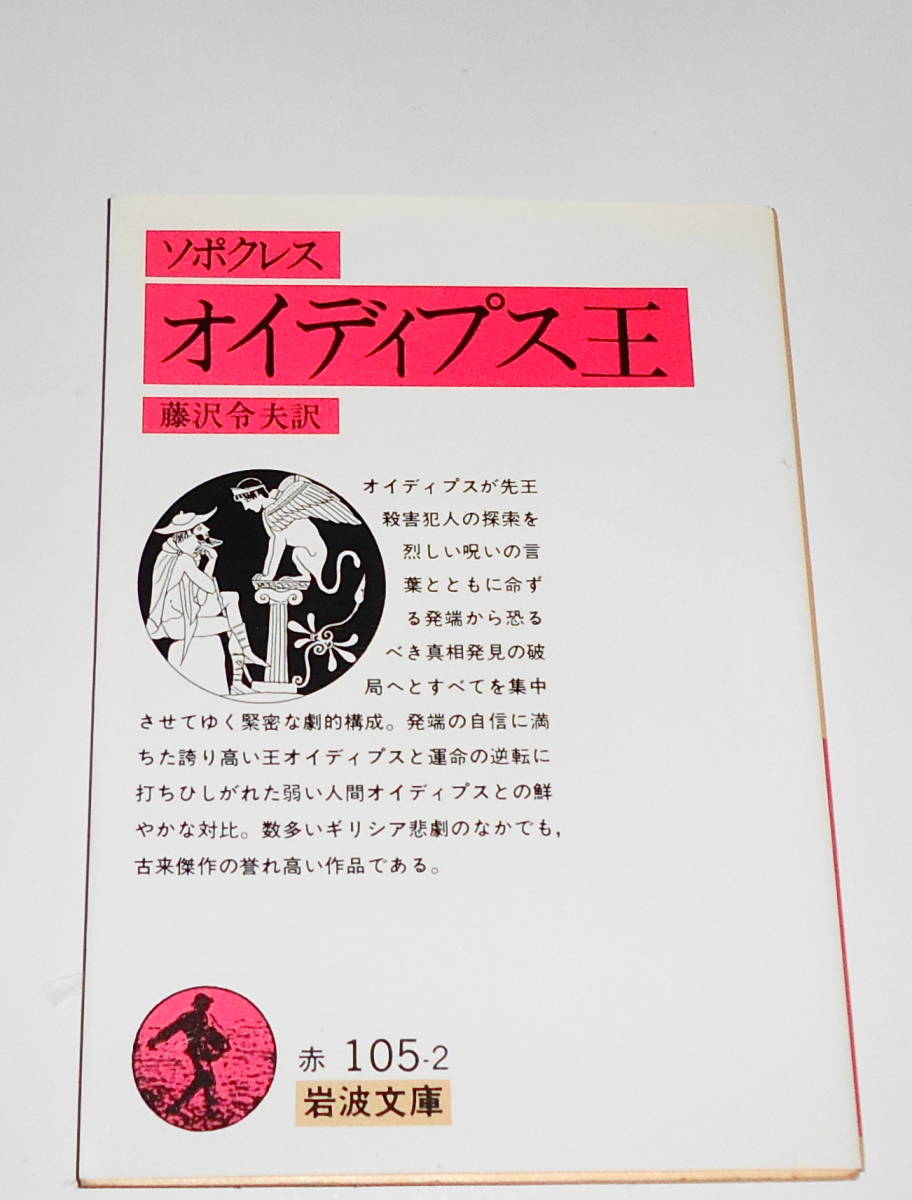 ソポクレス
オイディプス王
藤沢令夫訳
オイディプスが先王
殺害犯人の探索を
烈しい呪いの言
葉とともに命ず
る発端から恐る
べき真相発見の破
局へとすべてを集中
させてゆく緊密な劇的構成。発端の自信に満
ちた誇り高い王オイディプスと運命の逆転に
打ちひしがれた弱い人間オイディプスとの鮮
やかな対比。数多いギリシア悲劇のなかでも,
古来傑作の誉れ高い作品である。
赤 105-2
岩波文庫